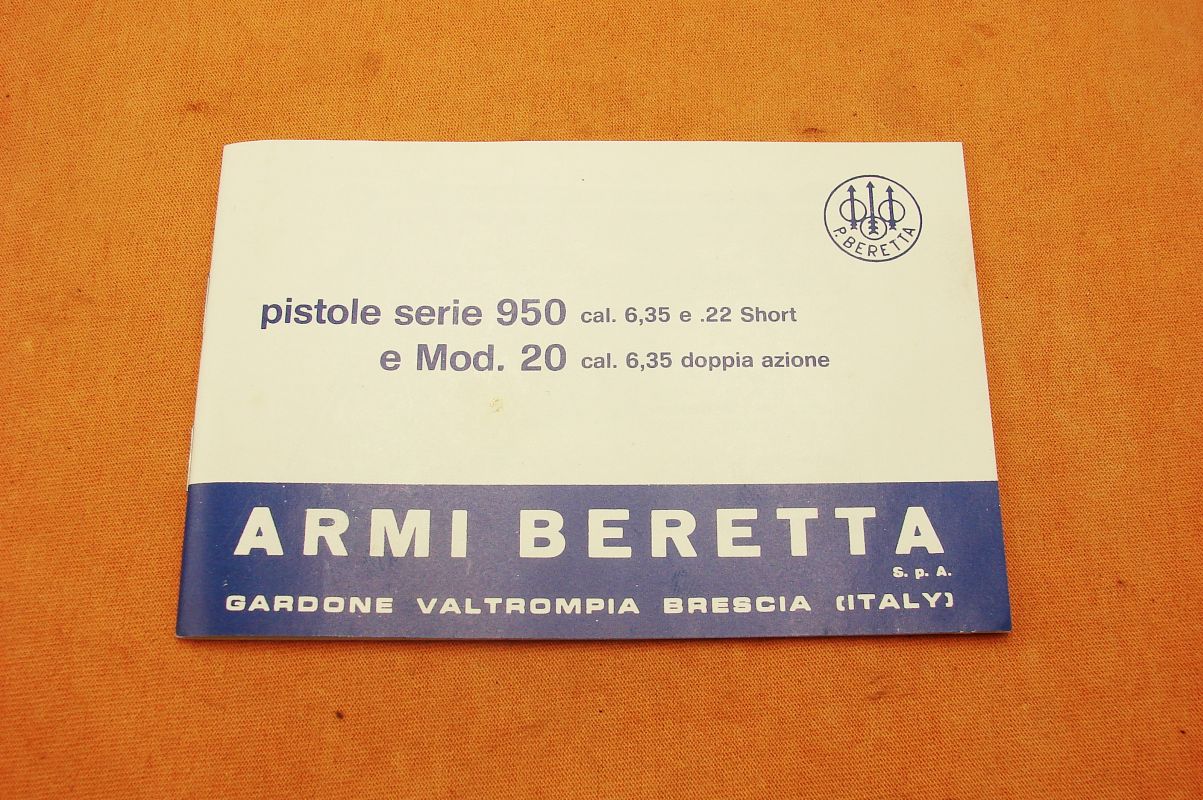 P. BERETTA
pistole serie 950 cal. 6,35 e .22 Short
e Mod. 20 cal. 6,35 doppia azione
ARMI BERETTA
S. p. A.
GARDONE VALTROMPIA BRESCIA (ITALY)